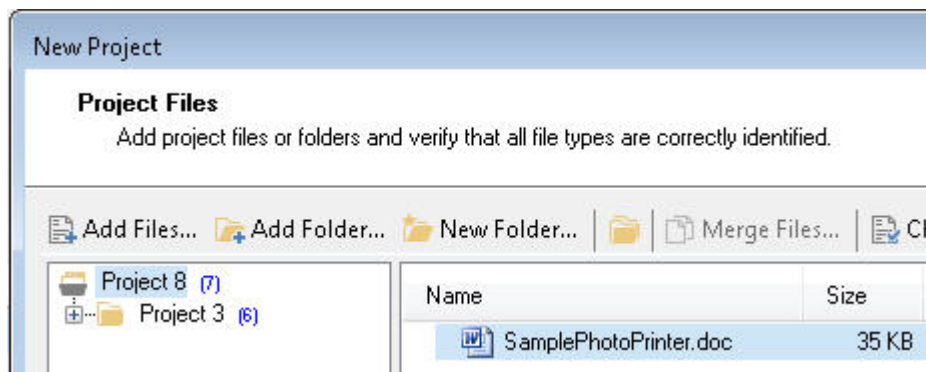 New Project
Project Files
Add project files or folders and verify that all file types are correctly identified.
Add Files... Add Folder... New Folder... Merge Files...
Project 8 (7)
Project 3 (6)
Name Size
SamplePhotoPrinter.doc 35 KB